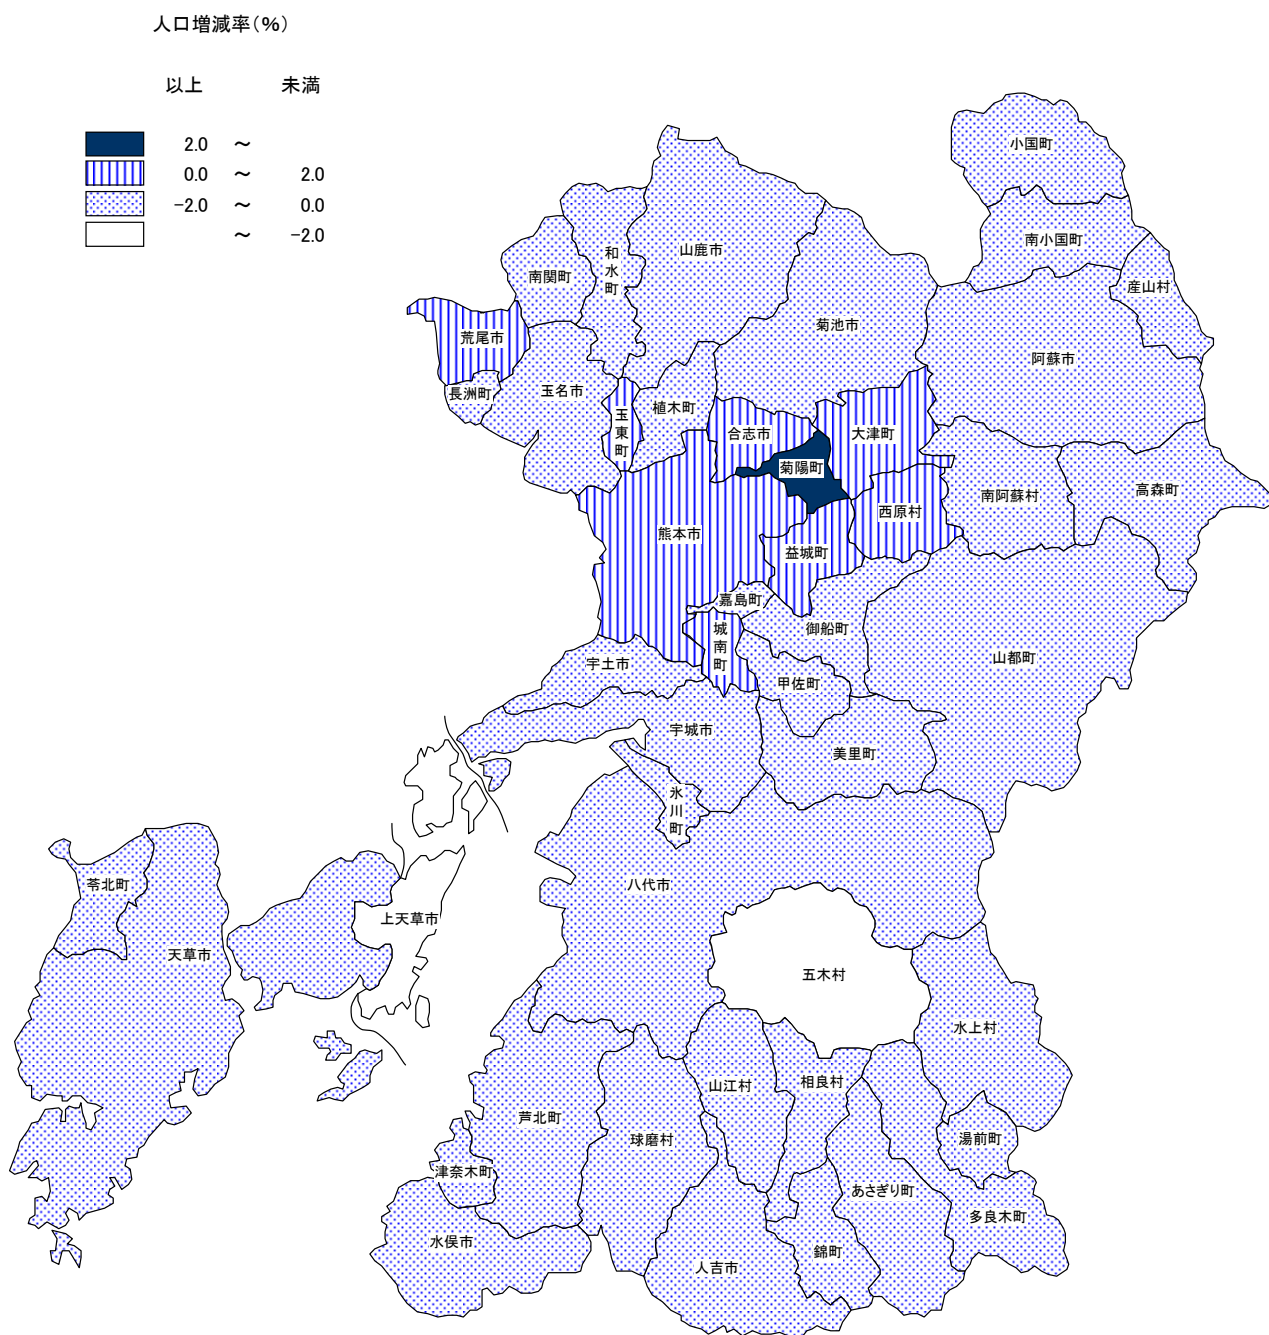 人口増減率(%)
以上 未満
2.0 ～
0.0 ～ 2.0
−2.0 ～ 0.0
～ −2.0
小国町
南小国町
産山村
山鹿市
和水町
南関町
菊池市
阿蘇市
荒尾市
長洲町
玉名市
玉東町
植木町
合志市
大津町
菊陽町
南阿蘇村
高森町
西原村
熊本市
益城町
嘉島町
御船町
城南町
山都町
宇土市
甲佐町
宇城市
美里町
氷川町
八代市
苓北町
上天草市
天草市
五木村
水上村
山江村
相良村
芦北町
球磨村
湯前町
津奈木町
あさぎり町
多良木町
水俣市
錦町
人吉市